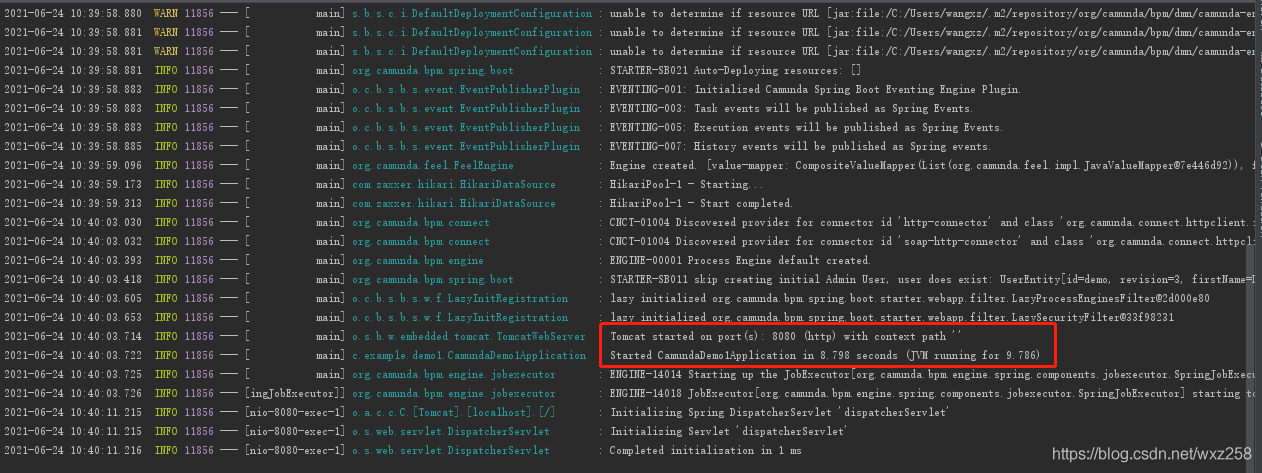 2021-06-24 10:39:58.880 WARN 11856 --- [ main] s.b.s.c.i.DefaultDeploymentConfiguration : unable to determine if resource URL [jar:file:/C:/Users/wangxz/.m2/repository/org/camunda/bpm/dmn/camunda-en
2021-06-24 10:39:58.881 WARN 11856 --- [ main] s.b.s.c.i.DefaultDeploymentConfiguration : unable to determine if resource URL [jar:file:/C:/Users/wangxz/.m2/repository/org/camunda/bpm/dmn/camunda-en
2021-06-24 10:39:58.881 WARN 11856 --- [ main] s.b.s.c.i.DefaultDeploymentConfiguration : unable to determine if resource URL [jar:file:/C:/Users/wangxz/.m2/repository/org/camunda/bpm/dmn/camunda-en
2021-06-24 10:39:58.881 INFO 11856 --- [ main] org.camunda.bpm.spring.boot : STARTER-SB021 Auto-Deploying resources: []
2021-06-24 10:39:58.883 INFO 11856 --- [ main] o.c.b.s.b.s.event.EventPublisherPlugin : EVENTING-001: Initialized Camunda Spring Boot Eventing Engine Plugin.
2021-06-24 10:39:58.883 INFO 11856 --- [ main] o.c.b.s.b.s.event.EventPublisherPlugin : EVENTING-003: Task events will be published as Spring Events.
2021-06-24 10:39:58.883 INFO 11856 --- [ main] o.c.b.s.b.s.event.EventPublisherPlugin : EVENTING-005: Execution events will be published as Spring Events.
2021-06-24 10:39:58.885 INFO 11856 --- [ main] o.c.b.s.b.s.event.EventPublisherPlugin : EVENTING-007: History events will be published as Spring events.
2021-06-24 10:39:59.096 INFO 11856 --- [ main] org.camunda.feel.FeelEngine : Engine created. [value-mapper: CompositeValueMapper(List(org.camunda.feel.impl.JavaValueMapper@7e446d92)), f
2021-06-24 10:39:59.173 INFO 11856 --- [ main] com.zaxxer.hikari.HikariDataSource : HikariPool-1 - Starting...
2021-06-24 10:39:59.313 INFO 11856 --- [ main] com.zaxxer.hikari.HikariDataSource : HikariPool-1 - Start completed.
2021-06-24 10:40:03.030 INFO 11856 --- [ main] org.camunda.bpm.connect : CNCT-01004 Discovered provider for connector id 'http-connector' and class 'org.camunda.connect.httpclient.i
2021-06-24 10:40:03.032 INFO 11856 --- [ main] org.camunda.bpm.connect : CNCT-01004 Discovered provider for connector id 'soap-http-connector' and class 'org.camunda.connect.httpcl
2021-06-24 10:40:03.393 INFO 11856 --- [ main] org.camunda.bpm.engine : ENGINE-00001 Process Engine default created.
2021-06-24 10:40:03.418 INFO 11856 --- [ main] org.camunda.bpm.spring.boot : STARTER-SB011 skip creating initial Admin User, user does exist: UserEntity[id=demo, revision=3, firstName=D
2021-06-24 10:40:03.605 INFO 11856 --- [ main] o.c.b.s.b.s.w.f.LazyInitRegistration : lazy initialized org.camunda.bpm.spring.boot.starter.webapp.filter.LazyProcessEnginesFilter@2d000e80
2021-06-24 10:40:03.653 INFO 11856 --- [ main] o.c.b.s.b.s.w.f.LazyInitRegistration : lazy initialized org.camunda.bpm.spring.boot.starter.webapp.filter.LazySecurityFilter@33f98231
2021-06-24 10:40:03.714 INFO 11856 --- [ main] o.s.b.w.embedded.tomcat.TomcatWebServer : Tomcat started on port(s): 8080 (http) with context path ''
2021-06-24 10:40:03.722 INFO 11856 --- [ main] c.example.demo1.CamundaDemo1Application : Started CamundaDemo1Application in 8.798 seconds (JVM running for 9.786)
2021-06-24 10:40:03.725 INFO 11856 --- [ main] org.camunda.bpm.engine.jobexecutor : ENGINE-14014 Starting up the JobExecutor[org.camunda.bpm.engine.spring.components.jobexecutor.SpringJobExecu
2021-06-24 10:40:03.726 INFO 11856 --- [ingJobExecutor]] org.camunda.bpm.engine.jobexecutor : ENGINE-14018 JobExecutor[org.camunda.bpm.engine.spring.components.jobexecutor.SpringJobExecutor] starting to
2021-06-24 10:40:11.215 INFO 11856 --- [nio-8080-exec-1] o.a.c.c.C.[Tomcat].[localhost].[/] : Initializing Spring DispatcherServlet 'dispatcherServlet'
2021-06-24 10:40:11.215 INFO 11856 --- [nio-8080-exec-1] o.s.web.servlet.DispatcherServlet : Initializing Servlet 'dispatcherServlet'
2021-06-24 10:40:11.216 INFO 11856 --- [nio-8080-exec-1] o.s.web.servlet.DispatcherServlet : Completed initialization in 1 ms
https://blog.csdn.net/wxz258